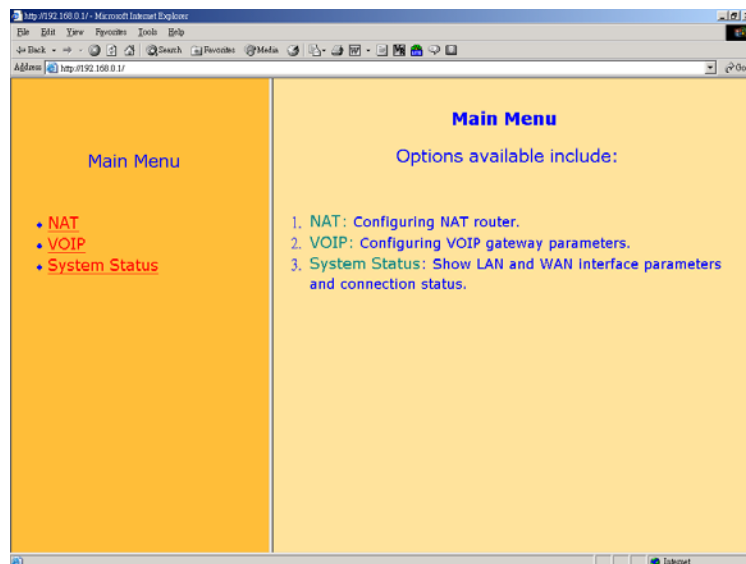 http://192.168.0.1/ - Microsoft Internet Explorer
File Edit View Favorites Tools Help
Back Search Favorites Media
Address http://192.168.0.1/ Go
Main Menu
NAT
VOIP
System Status
Main Menu
Options available include:
1. NAT: Configuring NAT router.
2. VOIP: Configuring VOIP gateway parameters.
3. System Status: Show LAN and WAN interface parameters
and connection status.
Internet